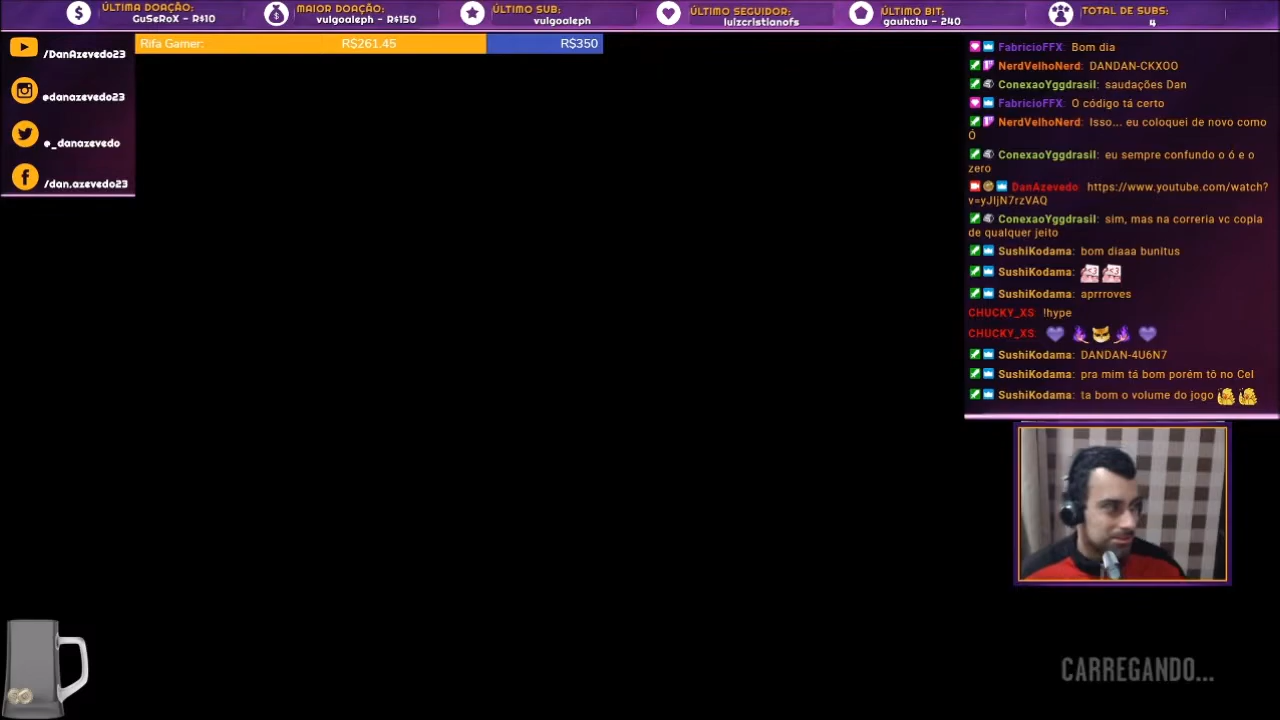 ÚLTIMA DOAÇÃO:
GuSeRoX - R$10
MAIOR DOAÇÃO:
vulgoaleph - R$150
ÚLTIMO SUB:
vulgoaleph
ÚLTIMO SEGUIDOR:
luizcristianofs
ÚLTIMO BIT:
gauhchu - 240
TOTAL DE SUBS:
4
/DanAzevedo23
@danazevedo23
@_danazevedo
/dan.azevedo23
Rifa Gamer: R$261.45 R$350
FabricioFFX: Bom dia
NerdVelhoNerd: DANDAN-CKXOO
ConexaoYggdrasil: saudações Dan
FabricioFFX: O código tá certo
NerdVelhoNerd: Isso... eu coloquei de novo como
Ó
ConexaoYggdrasil: eu sempre confundo o ó e o
zero
DanAzevedo: https://www.youtube.com/watch?
v=yJIjN7rzVAQ
ConexaoYggdrasil: sim, mas na correria vc copia
de qualquer jeito
SushiKodama: bom diaaa bunitus
SushiKodama: <3 <3
SushiKodama: aprrroves
CHUCKY_XS: !hype
CHUCKY_XS:
SushiKodama: DANDAN-4U6N7
SushiKodama: pra mim tá bom porém tô no Cel
SushiKodama: ta bom o volume do jogo
CARREGANDO...